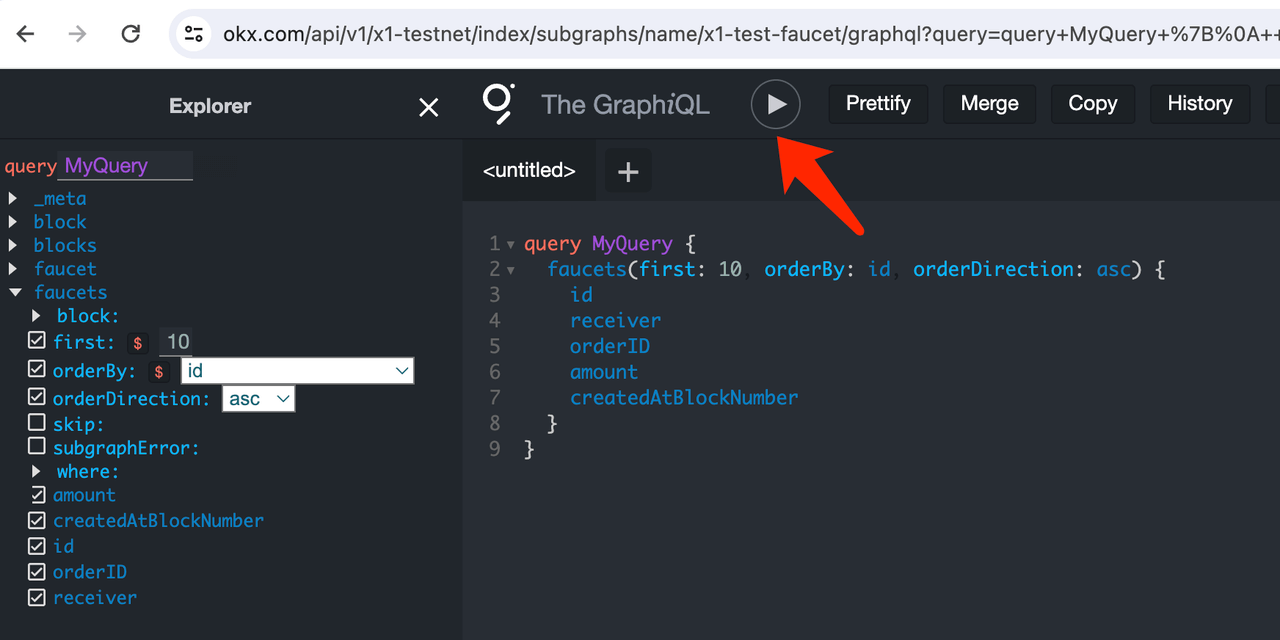 okx.com/api/v1/x1-testnet/index/subgraphs/name/x1-test-faucet/graphql?query=query+MyQuery+%7B%0A++
Explorer
The GraphiQL
Prettify
Merge
Copy
History
query MyQuery
_meta
block
blocks
faucet
faucets
block:
first: $ 10
orderBy: $ id
orderDirection: asc
skip:
subgraphError:
where:
amount
createdAtBlockNumber
id
orderID
receiver
<untitled>
+
1 query MyQuery {
2 faucets(first: 10, orderBy: id, orderDirection: asc) {
3 id
4 receiver
5 orderID
6 amount
7 createdAtBlockNumber
8 }
9 }